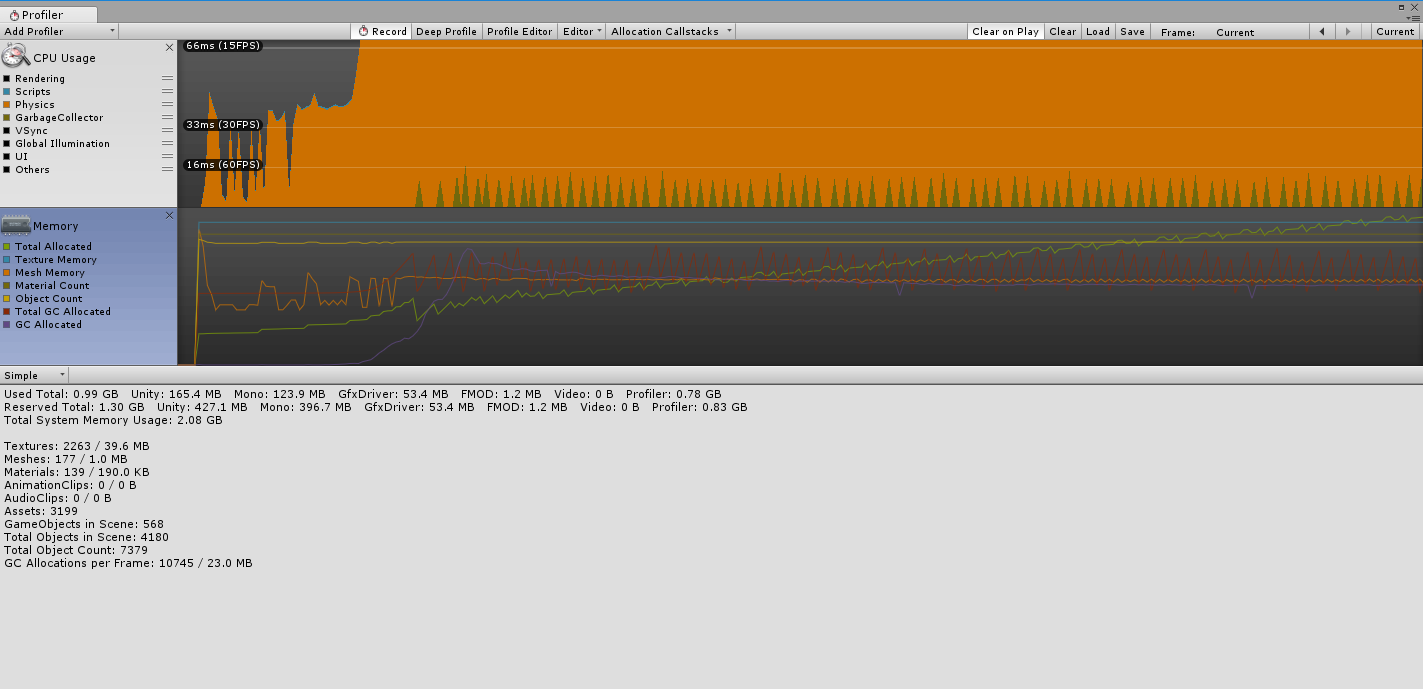 Profiler
Add Profiler Record Deep Profile Profile Editor Editor Allocation Callstacks Clear on Play Clear Load Save Frame: Current Current
CPU Usage
Rendering
Scripts
Physics
GarbageCollector
VSync
Global Illumination
UI
Others
66ms (15FPS)
33ms (30FPS)
16ms (60FPS)
Memory
Total Allocated
Texture Memory
Mesh Memory
Material Count
Object Count
Total GC Allocated
GC Allocated
Simple
Used Total: 0.99 GB Unity: 165.4 MB Mono: 123.9 MB GfxDriver: 53.4 MB FMOD: 1.2 MB Video: 0 B Profiler: 0.78 GB
Reserved Total: 1.30 GB Unity: 427.1 MB Mono: 396.7 MB GfxDriver: 53.4 MB FMOD: 1.2 MB Video: 0 B Profiler: 0.83 GB
Total System Memory Usage: 2.08 GB
Textures: 2263 / 39.6 MB
Meshes: 177 / 1.0 MB
Materials: 139 / 190.0 KB
AnimationClips: 0 / 0 B
AudioClips: 0 / 0 B
Assets: 3199
GameObjects in Scene: 568
Total Objects in Scene: 4180
Total Object Count: 7379
GC Allocations per Frame: 10745 / 23.0 MB